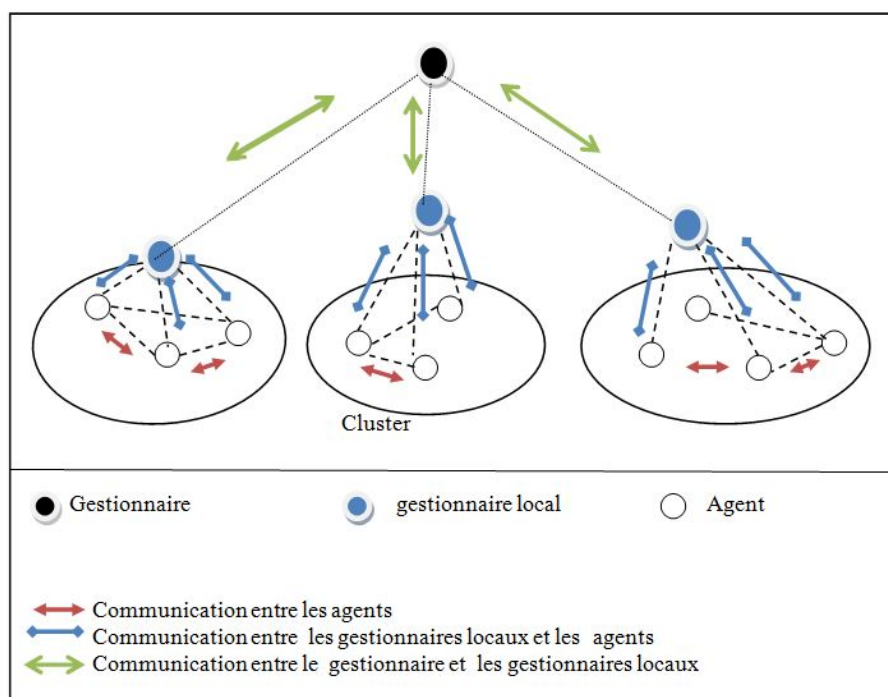 Cluster
Gestionnaire
gestionnaire local
Agent
Communication entre les agents
Communication entre les gestionnaires locaux et les agents
Communication entre le gestionnaire et les gestionnaires locaux